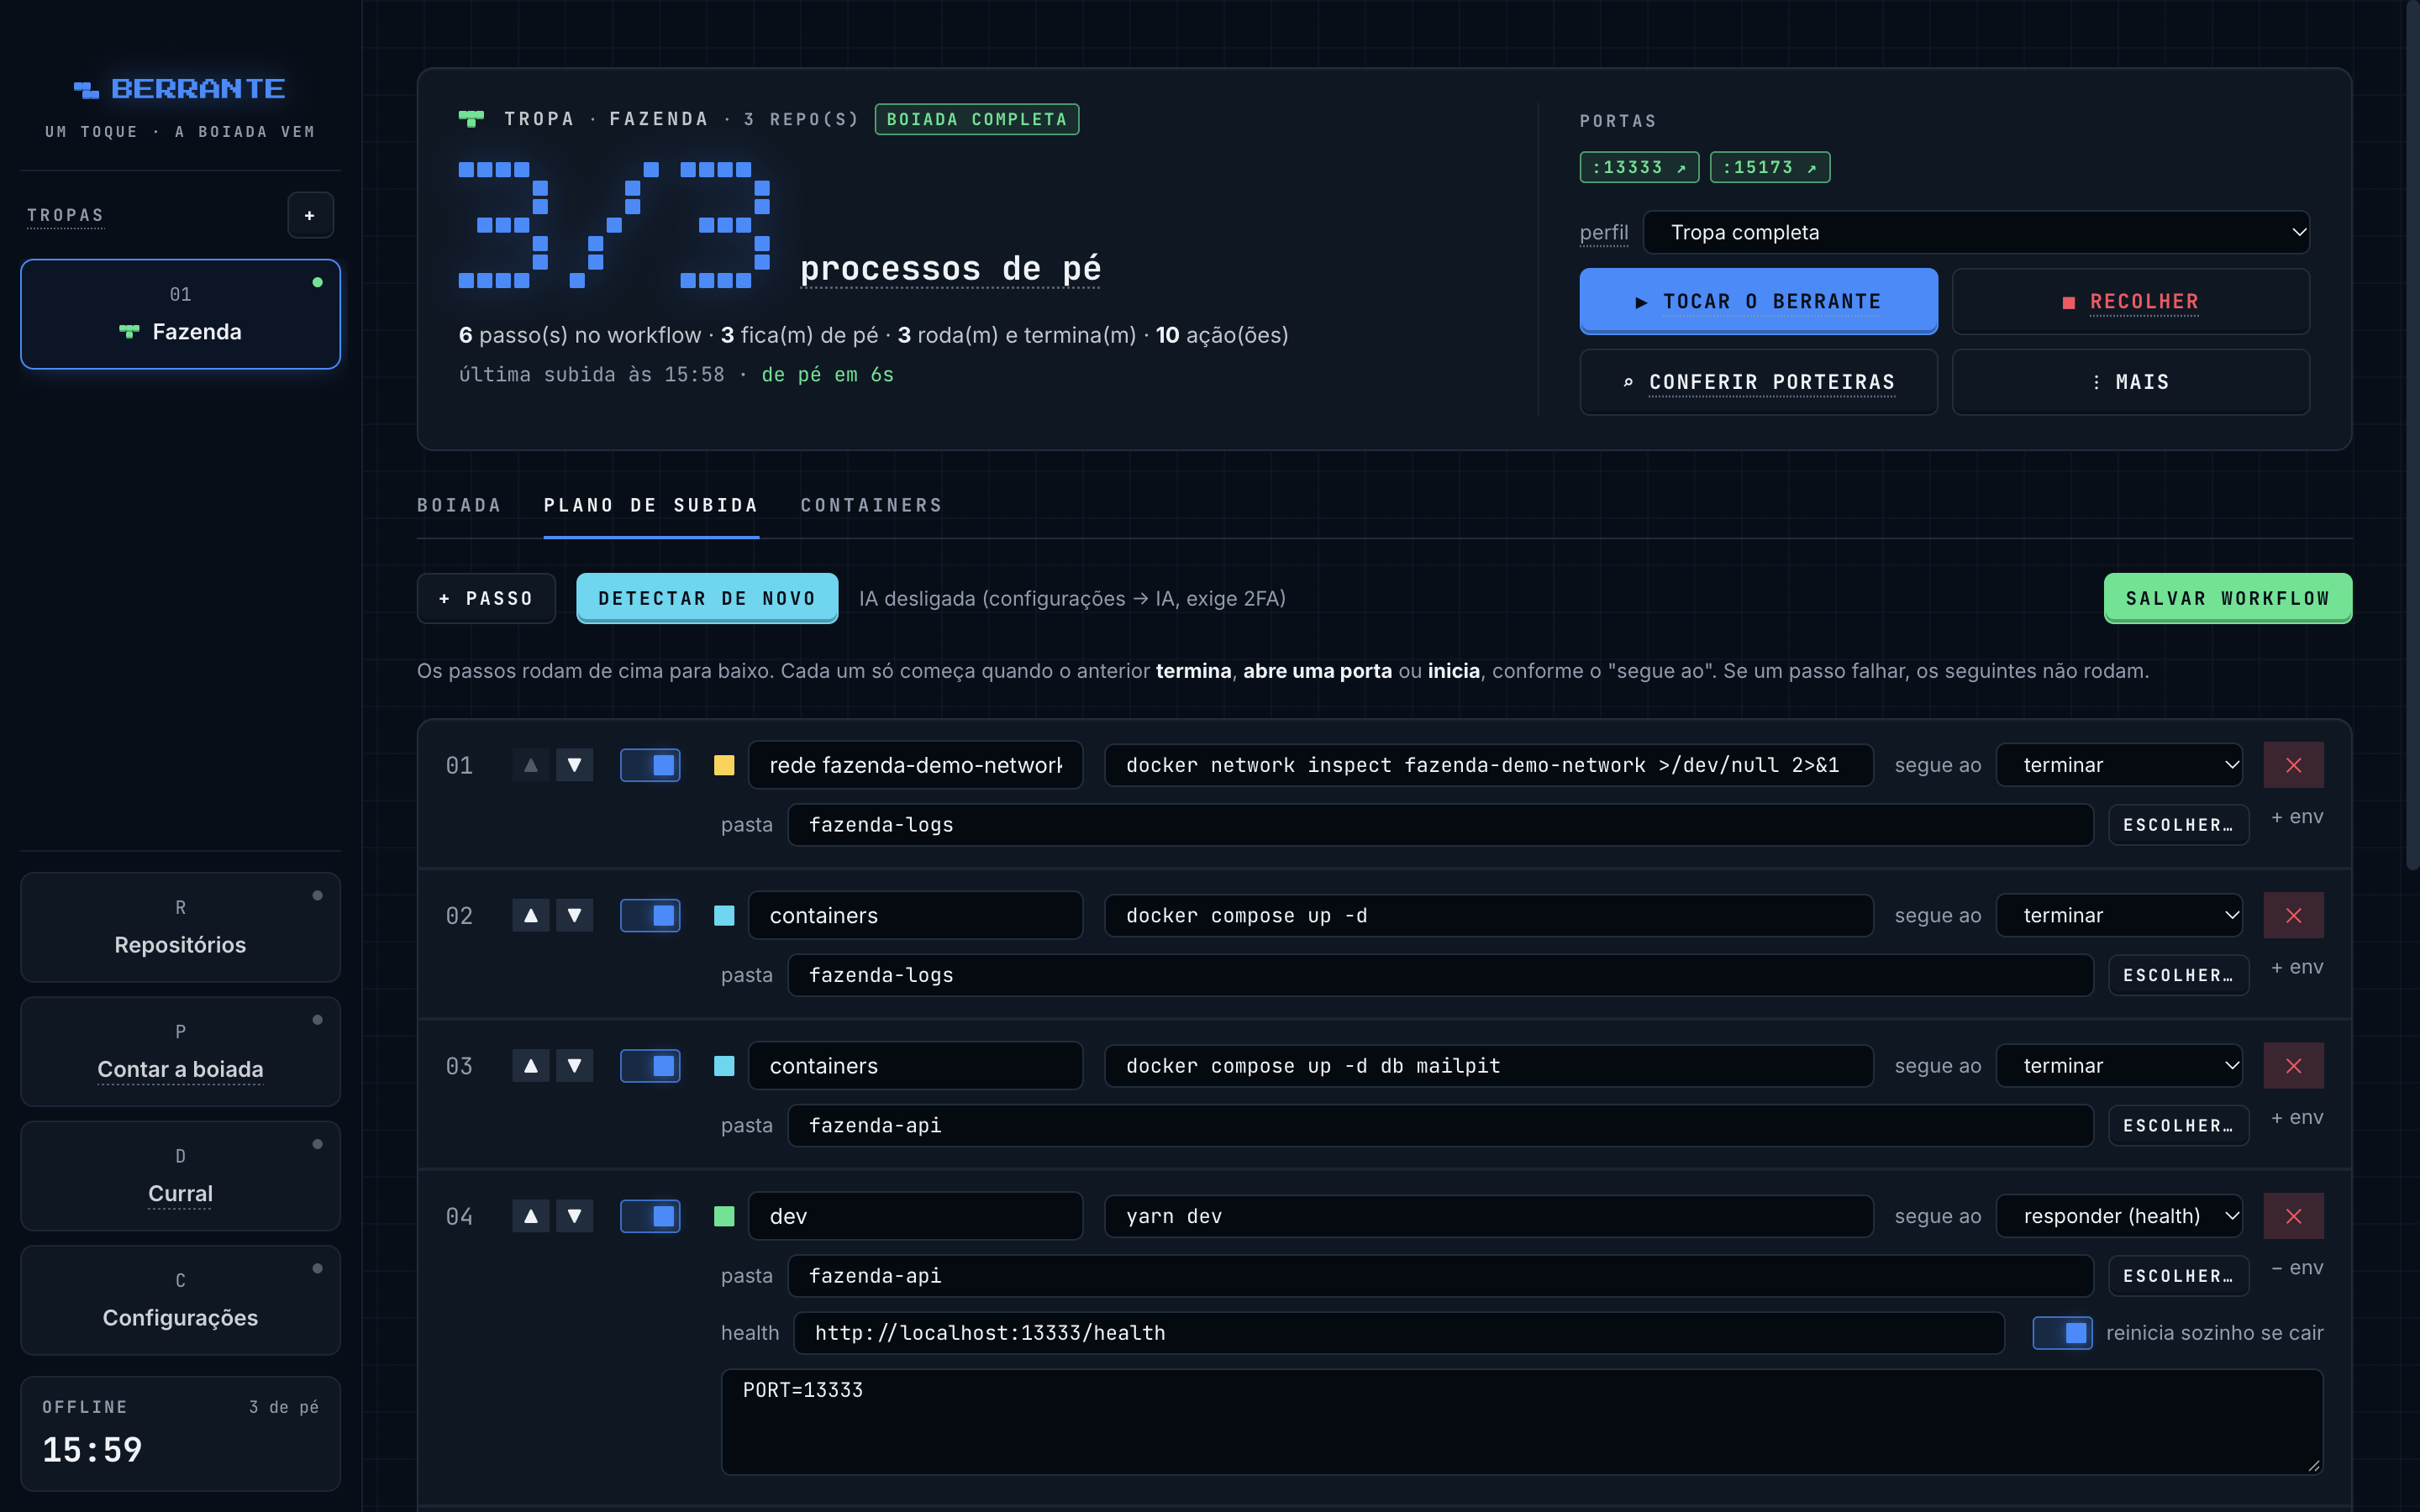 BERRANTE
UM TOQUE · A BOIADA VEM
TROPAS
+
01
Fazenda
R
Repositórios
P
Contar a boiada
D
Curral
C
Configurações
OFFLINE 3 de pé
15:59
TROPA · FAZENDA · 3 REPO(S) BOIADA COMPLETA
3/3 processos de pé
6 passo(s) no workflow · 3 fica(m) de pé · 3 roda(m) e termina(m) · 10 ação(ões)
última subida às 15:58 · de pé em 6s
PORTAS
:13333 ↗ :15173 ↗
perfil Tropa completa
▶ TOCAR O BERRANTE ■ RECOLHER
⌕ CONFERIR PORTEIRAS ⋮ MAIS
BOIADA PLANO DE SUBIDA CONTAINERS
+ PASSO DETECTAR DE NOVO IA desligada (configurações → IA, exige 2FA) SALVAR WORKFLOW
Os passos rodam de cima para baixo. Cada um só começa quando o anterior termina, abre uma porta ou inicia, conforme o "segue ao". Se um passo falhar, os seguintes não rodam.
01 ▲ ▼ rede fazenda-demo-network docker network inspect fazenda-demo-network >/dev/null 2>&1 segue ao terminar ✕
pasta fazenda-logs ESCOLHER… + env
02 ▲ ▼ containers docker compose up -d segue ao terminar ✕
pasta fazenda-logs ESCOLHER… + env
03 ▲ ▼ containers docker compose up -d db mailpit segue ao terminar ✕
pasta fazenda-api ESCOLHER… + env
04 ▲ ▼ dev yarn dev segue ao responder (health) ✕
pasta fazenda-api ESCOLHER… − env
health http://localhost:13333/health reinicia sozinho se cair
PORT=13333